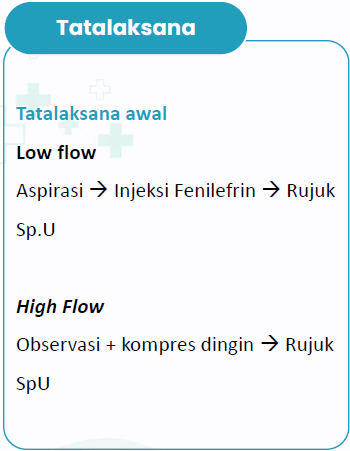 Tatalaksana
Tatalaksana awal
Low flow
Aspirasi → Injeksi Fenilefrin → Rujuk
Sp.U
High Flow
Observasi + kompres dingin → Rujuk
SpU